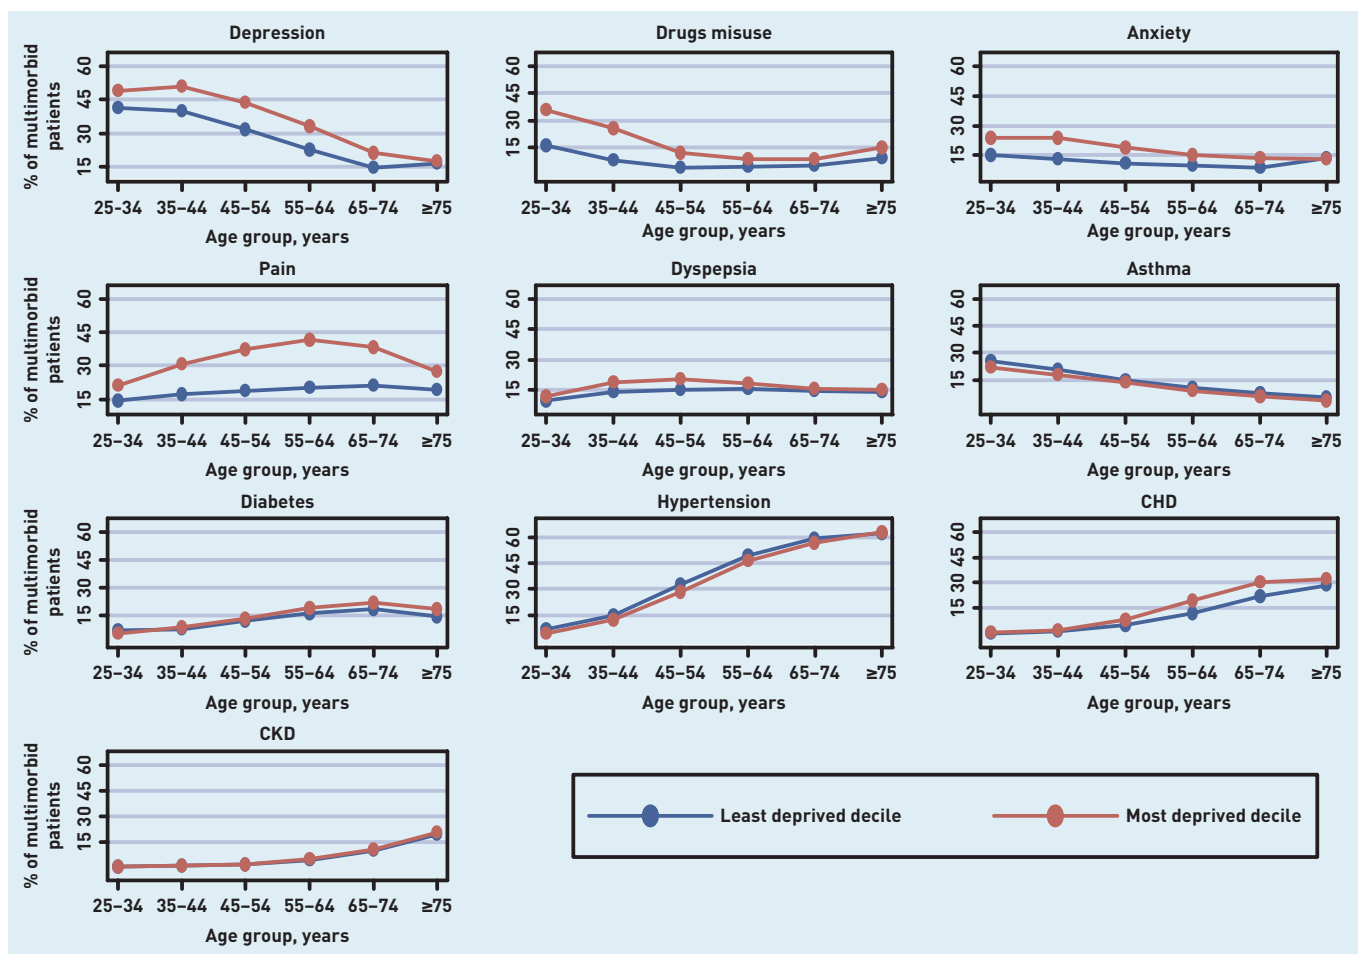 Depression
% of multimorbid
patients
60
45
30
15
25–34 35–44 45–54 55–64 65–74 ≥75
Age group, years
Drugs misuse
60
45
30
15
25–34 35–44 45–54 55–64 65–74 ≥75
Age group, years
Anxiety
60
45
30
15
25–34 35–44 45–54 55–64 65–74 ≥75
Age group, years
Pain
% of multimorbid
patients
60
45
30
15
25–34 35–44 45–54 55–64 65–74 ≥75
Age group, years
Dyspepsia
60
45
30
15
25–34 35–44 45–54 55–64 65–74 ≥75
Age group, years
Asthma
60
45
30
15
25–34 35–44 45–54 55–64 65–74 ≥75
Age group, years
Diabetes
% of multimorbid
patients
60
45
30
15
25–34 35–44 45–54 55–64 65–74 ≥75
Age group, years
Hypertension
60
45
30
15
25–34 35–44 45–54 55–64 65–74 ≥75
Age group, years
CHD
60
45
30
15
25–34 35–44 45–54 55–64 65–74 ≥75
Age group, years
CKD
% of multimorbid
patients
60
45
30
15
25–34 35–44 45–54 55–64 65–74 ≥75
Age group, years
Least deprived decile
Most deprived decile